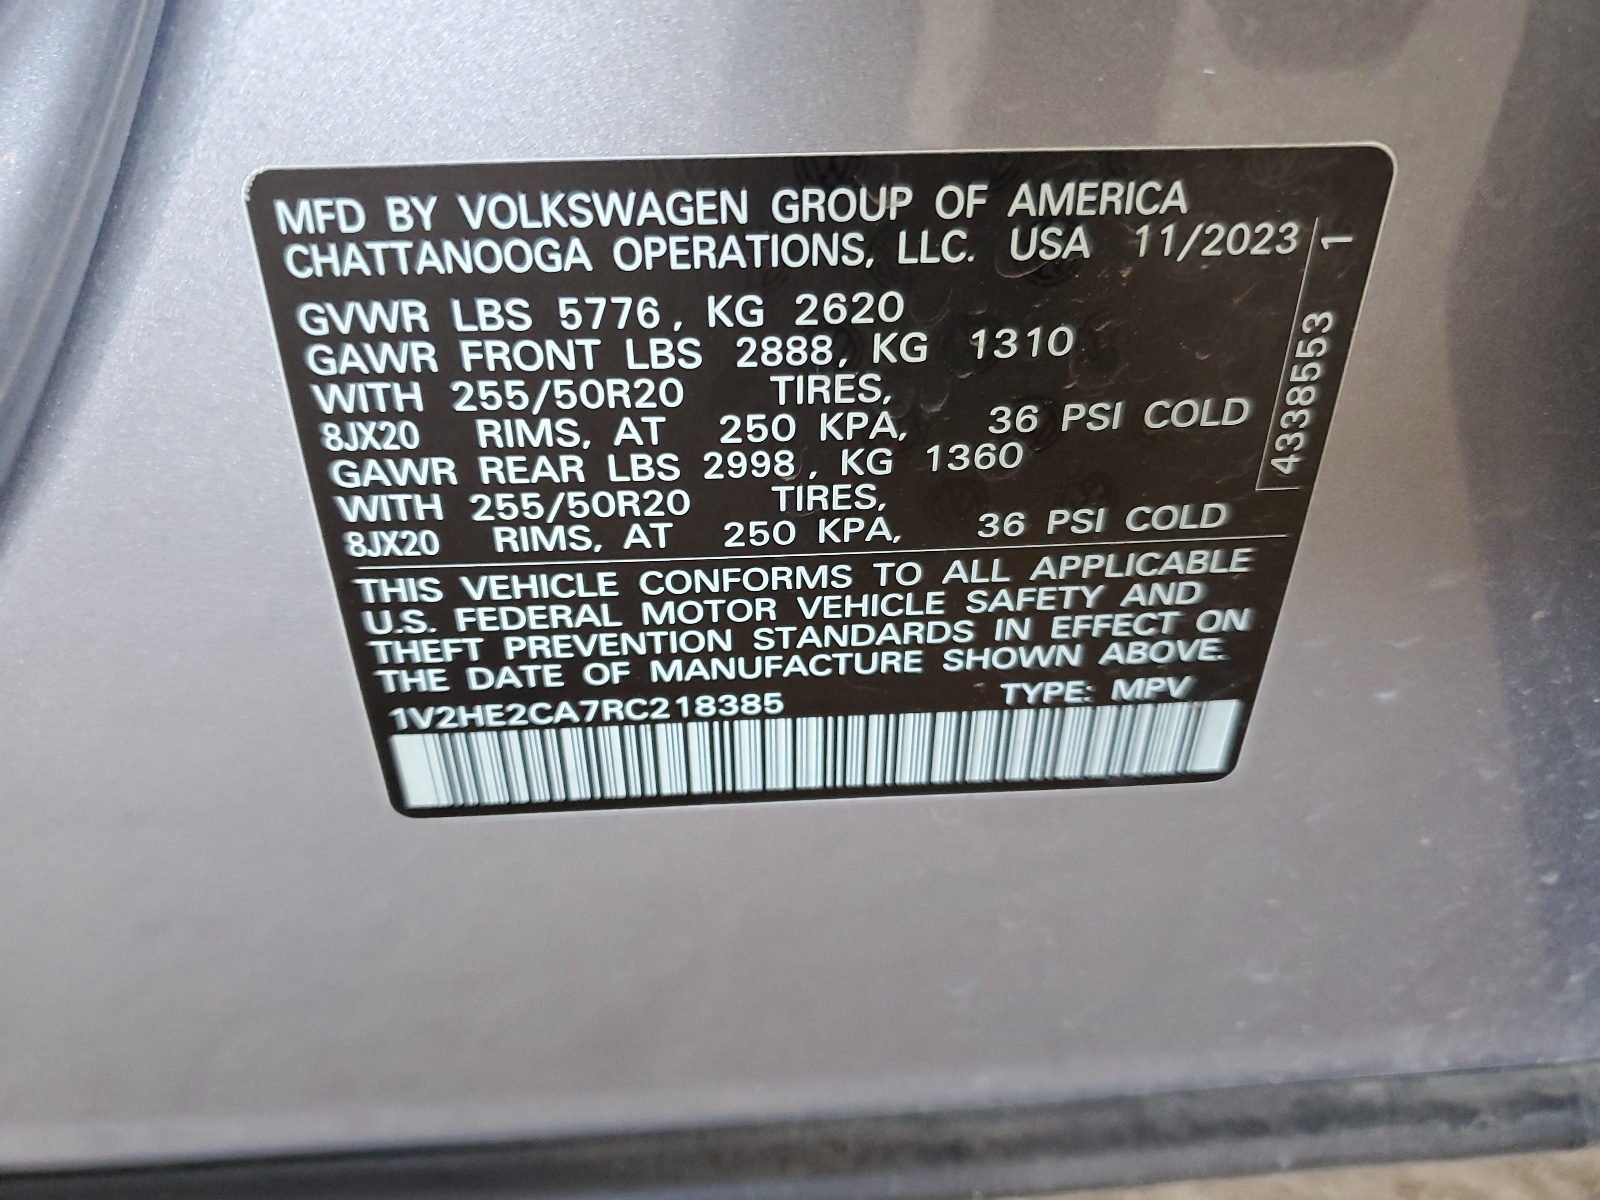 MFD BY VOLKSWAGEN GROUP OF AMERICA
CHATTANOOGA OPERATIONS, LLC. USA 11/2023
GVWR LBS 5776, KG 2620
GAWR FRONT LBS 2888, KG 1310
WITH 255/50R20 TIRES,
8JX20 RIMS, AT 250 KPA, 36 PSI COLD
GAWR REAR LBS 2998, KG 1360
WITH 255/50R20 TIRES,
8JX20 RIMS, AT 250 KPA, 36 PSI COLD
4338553 1
THIS VEHICLE CONFORMS TO ALL APPLICABLE
U.S. FEDERAL MOTOR VEHICLE SAFETY AND
THEFT PREVENTION STANDARDS IN EFFECT ON
THE DATE OF MANUFACTURE SHOWN ABOVE.
1V2HE2CA7RC218385 TYPE: MPV